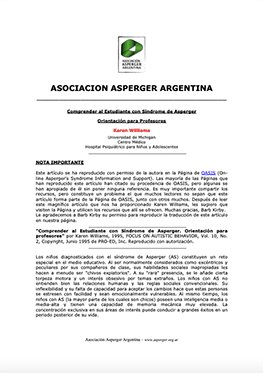 ASOCIACIÓN
ASPERGER
ARGENTINA
ASOCIACION ASPERGER ARGENTINA
Comprender al Estudiante con Síndrome de Asperger
Orientación para Profesores
Karen Williams
Universidad de Michigan
Centro Médico
Hospital Psiquiátrico para Niños y Adolescentes
NOTA IMPORTANTE
Este artículo se ha reproducido con permiso de la autora en la Página de OASIS (On-
line Asperger's Syndrome Information and Support). Las mayoría de las Páginas que
han reproducido este artículo han citado su procedencia de OASIS, pero algunas se
han apropiado de él sin poner ninguna referencia. Es muy importante compartir los
recursos, pero constituye un problema el que muchos lectores no sepan que este
artículo forma parte de la Página de OASIS, junto con otros muchos. Después de leer
este magnífico artículo que nos ha proporcionado Karen Williams, les sugiero que
visiten la Página y utilicen los recursos que allí se ofrecen. Muchas gracias, Barb Kirby.
Le agradecemos a Barb Kirby su permiso para reproducir la traducción de este artículo
en nuestra página.
"Comprender al Estudiante con Síndrome de Asperger. Orientación para
profesores" por Karen Williams, 1995, FOCUS ON AUTISTIC BEHAVIOR, Vol. 10, No.
2, Copyright, Junio 1995 de PRO-ED, Inc. Reproducido con autorización.
Los niños diagnosticados con el síndrome de Asperger (AS) constituyen un reto
especial en el medio educativo. Al ser normalmente considerados como excéntricos y
peculiares por sus compañeros de clase, sus habilidades sociales inapropiadas les
hacen a menudo ser "chivos expiatorios". A su "rara" presencia, se le añade cierta
torpeza motora y un interés obsesivo por temas extraños. Los niños con AS no
entienden bien las relaciones humanas y las reglas sociales convencionales. Su
inflexibilidad y su falta de capacidad para aceptar los cambios hace que estas personas
se estresen con facilidad y sean emocionalmente vulnerables. Al mismo tiempo, los
niños con AS (la mayor parte de los cuales son chicos) poseen una inteligencia media o
media-alta y tienen una capacidad de memoria mecánica muy elevada. La
concentración exclusiva en sus áreas de interés puede conducir a grandes éxitos en un
período posterior de su vida.
Asociación Asperger Argentina - www.asperger.org.ar